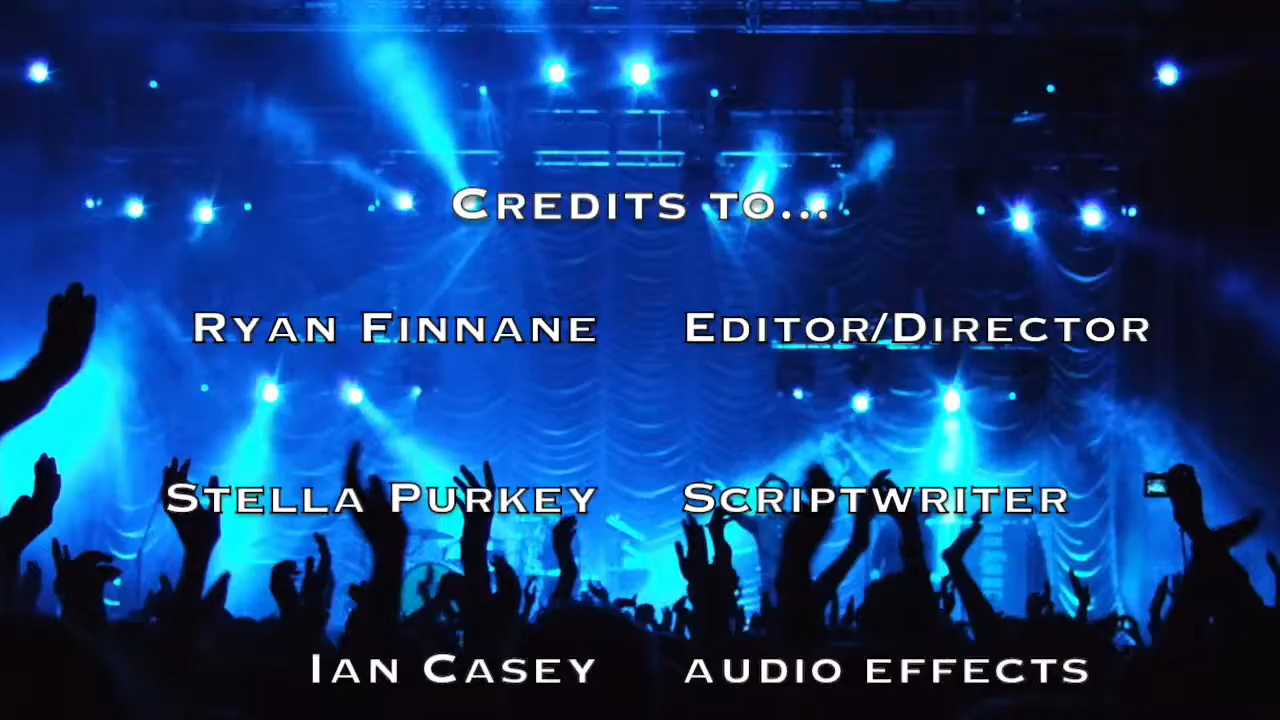 Credits to...
Ryan Finnane Editor/Director
Stella Purkey Scriptwriter
Ian Casey audio effects